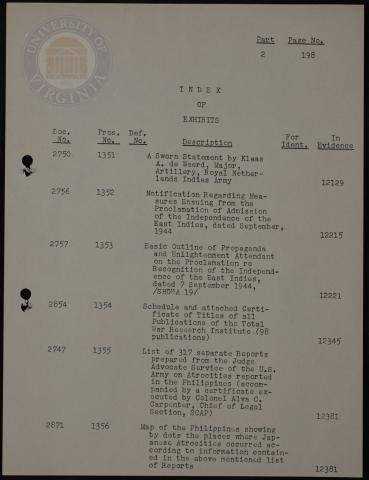 UNIVERSITY OF VIRGINIA
Part Page No.
2 198
INDEX
OF
EXHIBITS
Doc. Pros. Def. For In
No. No. No. Description Ident. Evidence
2750 1351 A Sworn Statement by Klaas
A. de Weerd, Major,
Artillery, Royal Nether-
lands Indies Army 12129
2756 1352 Notification Regarding Mea-
sures Ensuing from the
Proclamation of Admission
of the Independence of the
East Indies, dated September,
1944 12215
2757 1353 Basic Outline of Propaganda
and Enlightenment Attendant
on the Proclamation re
Recognition of the Independ-
ence of the East Indies,
dated 7 September 1944,
/SHOWA 19/ 12221
2854 1354 Schedule and attached Certi-
ficate of Titles of all
Publications of the Total
War Research Institute (98
publications) 12345
2747 1355 List of 317 separate Reports
prepared from the Judge
Advocate Service of the U.S.
Army on Atrocities reported
in the Philippines (accom-
panied by a certificate ex-
ecuted by Colonel Alva C.
Carpenter, Chief of Legal
Section, SCAP) 12381
2871 1356 Map of the Philippines showing
by dots the places where Jap-
anese Atrocities occurred ac-
cording to information contain-
ed in the above mentioned list
of Reports 12381